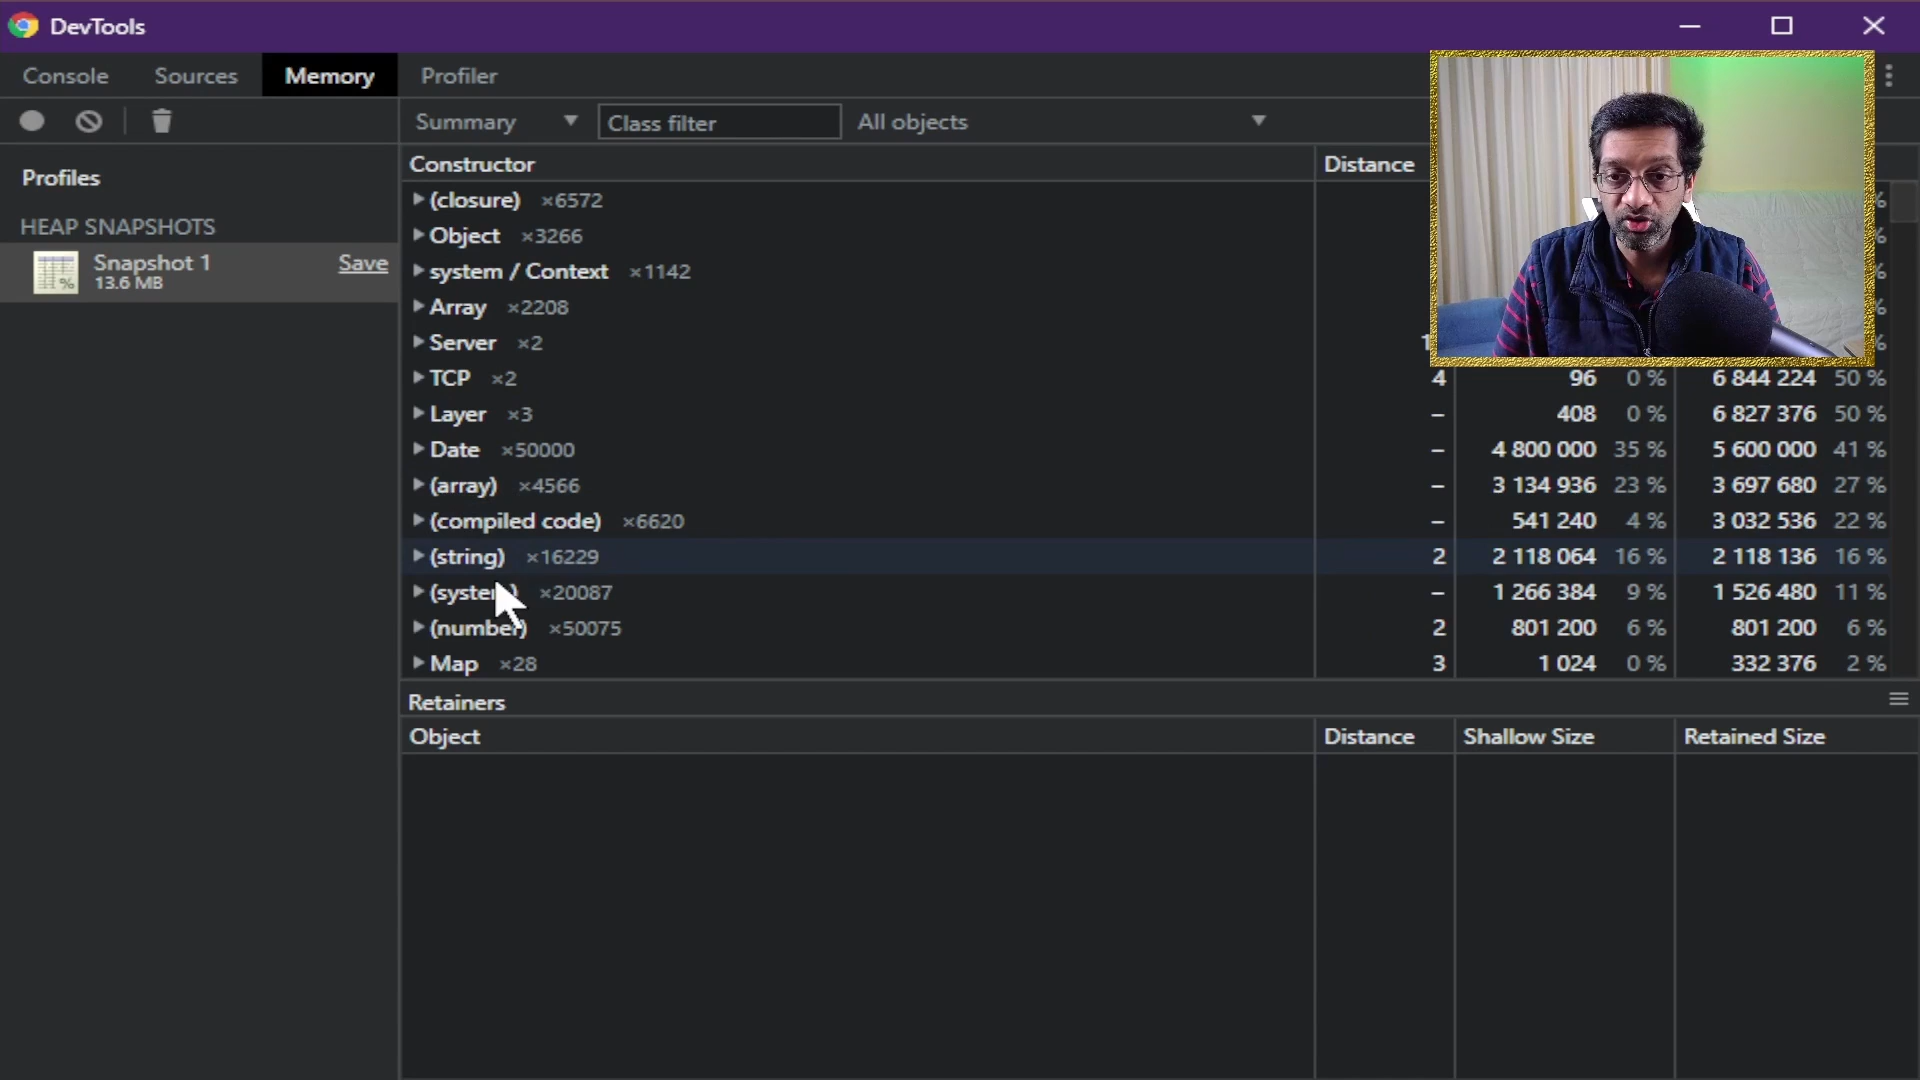 DevTools
Console Sources Memory Profiler
Summary Class filter All objects
Profiles
HEAP SNAPSHOTS
Snapshot 1 Save
13.6 MB
Constructor Distance
(closure) ×6572 %
Object ×3266 %
system / Context ×1142 %
Array ×2208 %
Server ×2 %
TCP ×2 4 96 0 % 6 844 224 50 %
Layer ×3 – 408 0 % 6 827 376 50 %
Date ×50000 – 4 800 000 35 % 5 600 000 41 %
(array) ×4566 – 3 134 936 23 % 3 697 680 27 %
(compiled code) ×6620 – 541 240 4 % 3 032 536 22 %
(string) ×16229 2 2 118 064 16 % 2 118 136 16 %
(system) ×20087 – 1 266 384 9 % 1 526 480 11 %
(number) ×50075 2 801 200 6 % 801 200 6 %
Map ×28 3 1 024 0 % 332 376 2 %
Retainers
Object Distance Shallow Size Retained Size